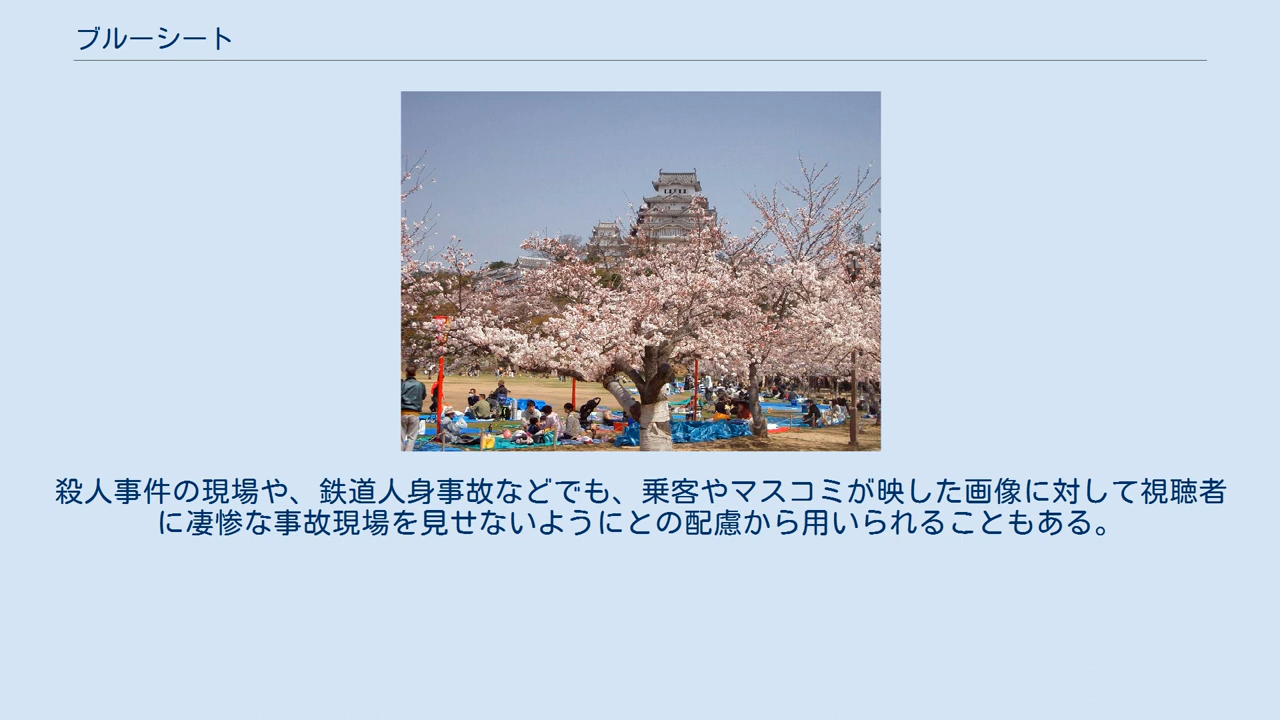 ブルーシート
殺人事件の現場や、鉄道人身事故などでも、乗客やマスコミが映した画像に対して視聴者
に凄惨な事故現場を見せないようにとの配慮から用いられることもある。